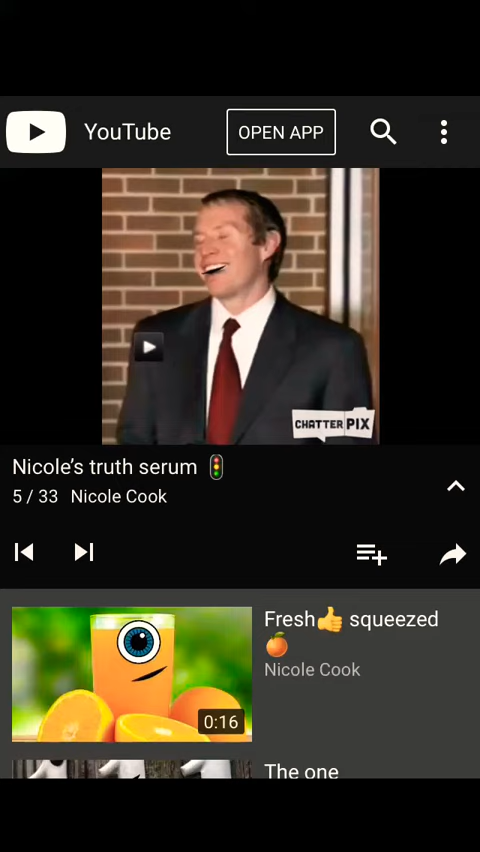 YouTube
OPEN APP
CHATTER PIX
Nicole's truth serum 🚦
5 / 33 Nicole Cook
Fresh👍 squeezed
🍊
Nicole Cook
0:16
The one